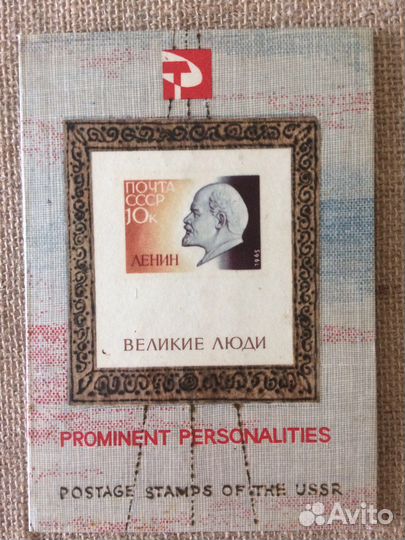 ПОЧТА
СССР
10к
ЛЕНИН
1965
ВЕЛИКИЕ ЛЮДИ
PROMINENT PERSONALITIES
POSTAGE STAMPS OF THE USSR
Avito